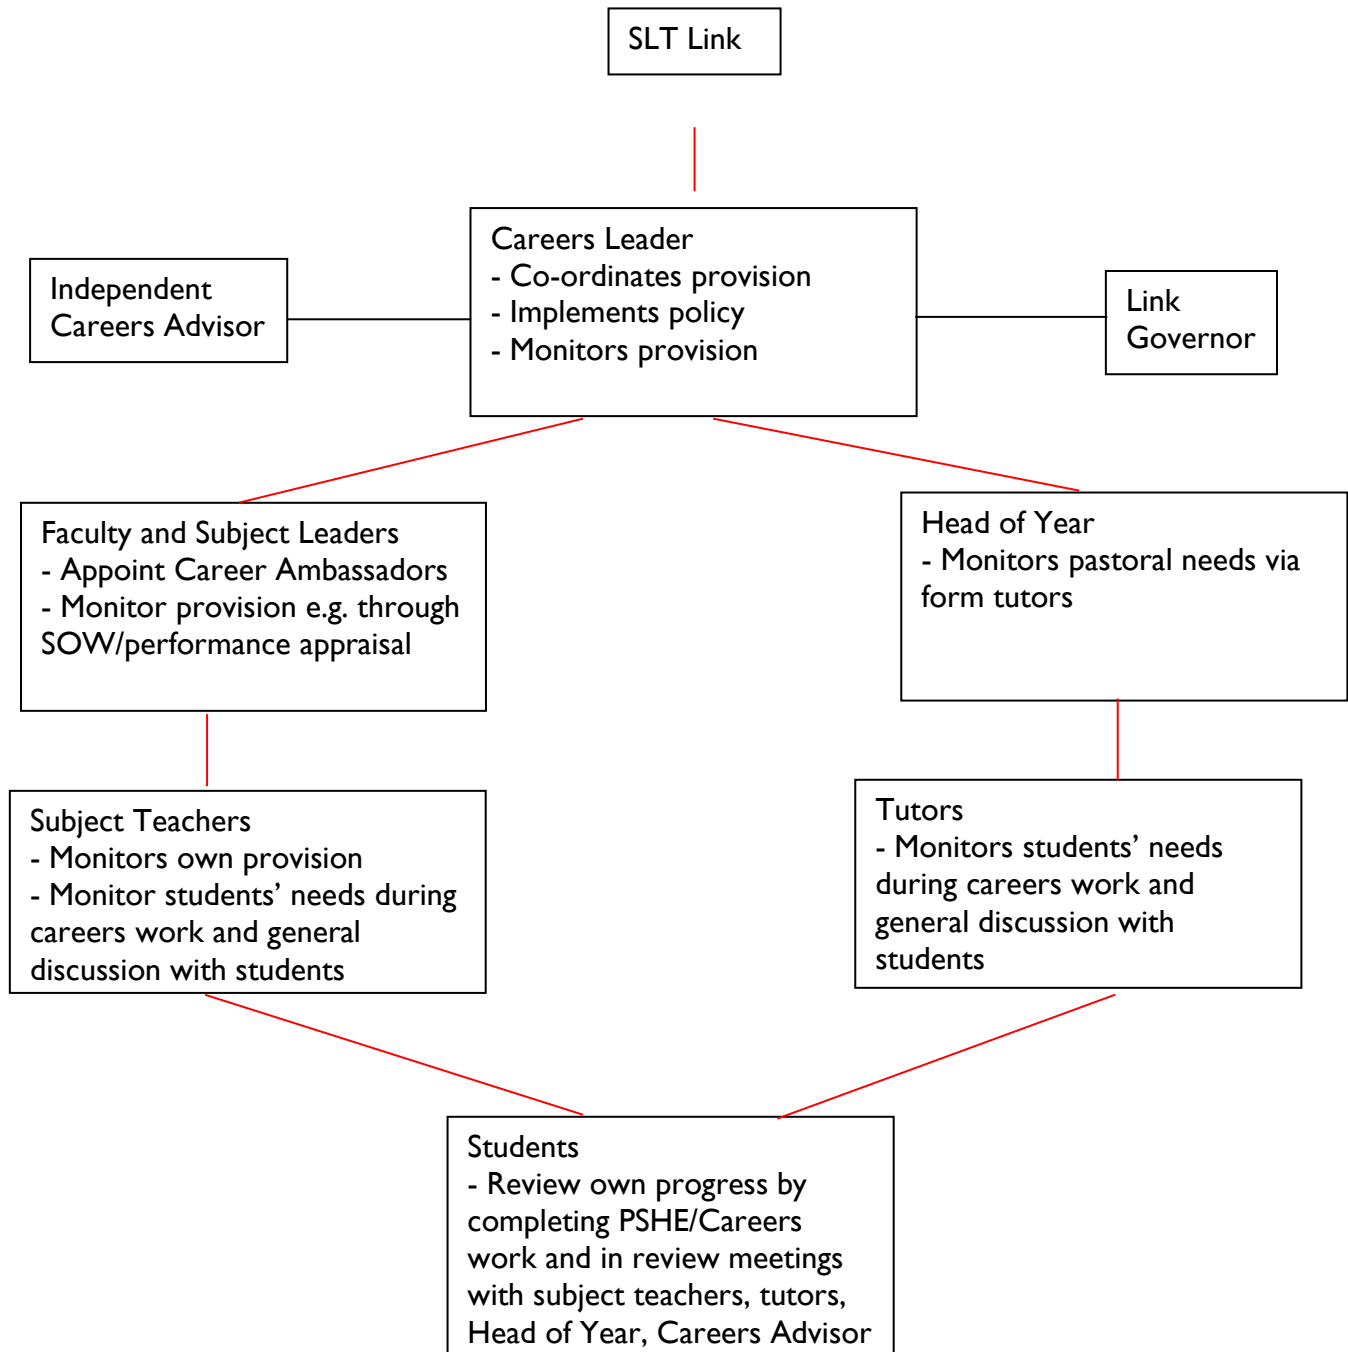 SLT Link
Careers Leader
- Co-ordinates provision
- Implements policy
- Monitors provision
Independent
Careers Advisor
Link
Governor
Faculty and Subject Leaders
- Appoint Career Ambassadors
- Monitor provision e.g. through
SOW/performance appraisal
Head of Year
- Monitors pastoral needs via
form tutors
Subject Teachers
- Monitors own provision
- Monitor students’ needs during
careers work and general
discussion with students
Tutors
- Monitors students’ needs
during careers work and
general discussion with
students
Students
- Review own progress by
completing PSHE/Careers
work and in review meetings
with subject teachers, tutors,
Head of Year, Careers Advisor